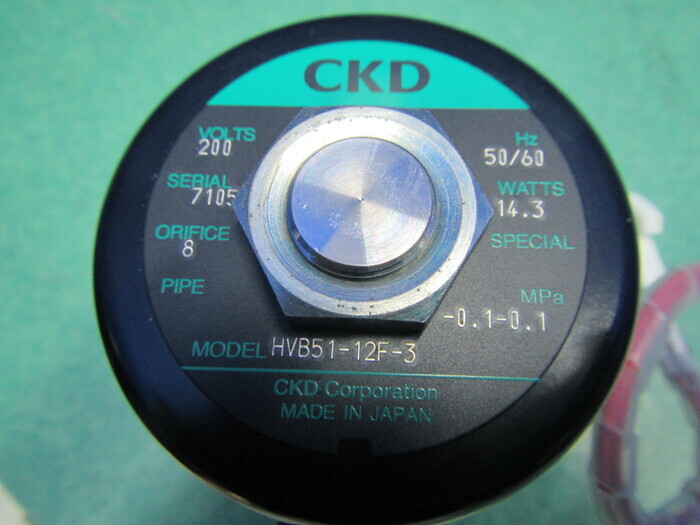 CKD
VOLTS
200
Hz
50/60
SERIAL
7105
WATTS
14.3
ORIFICE
8
SPECIAL
PIPE
MPa
-0.1-0.1
MODEL HVB51-12F-3
CKD Corporation
MADE IN JAPAN